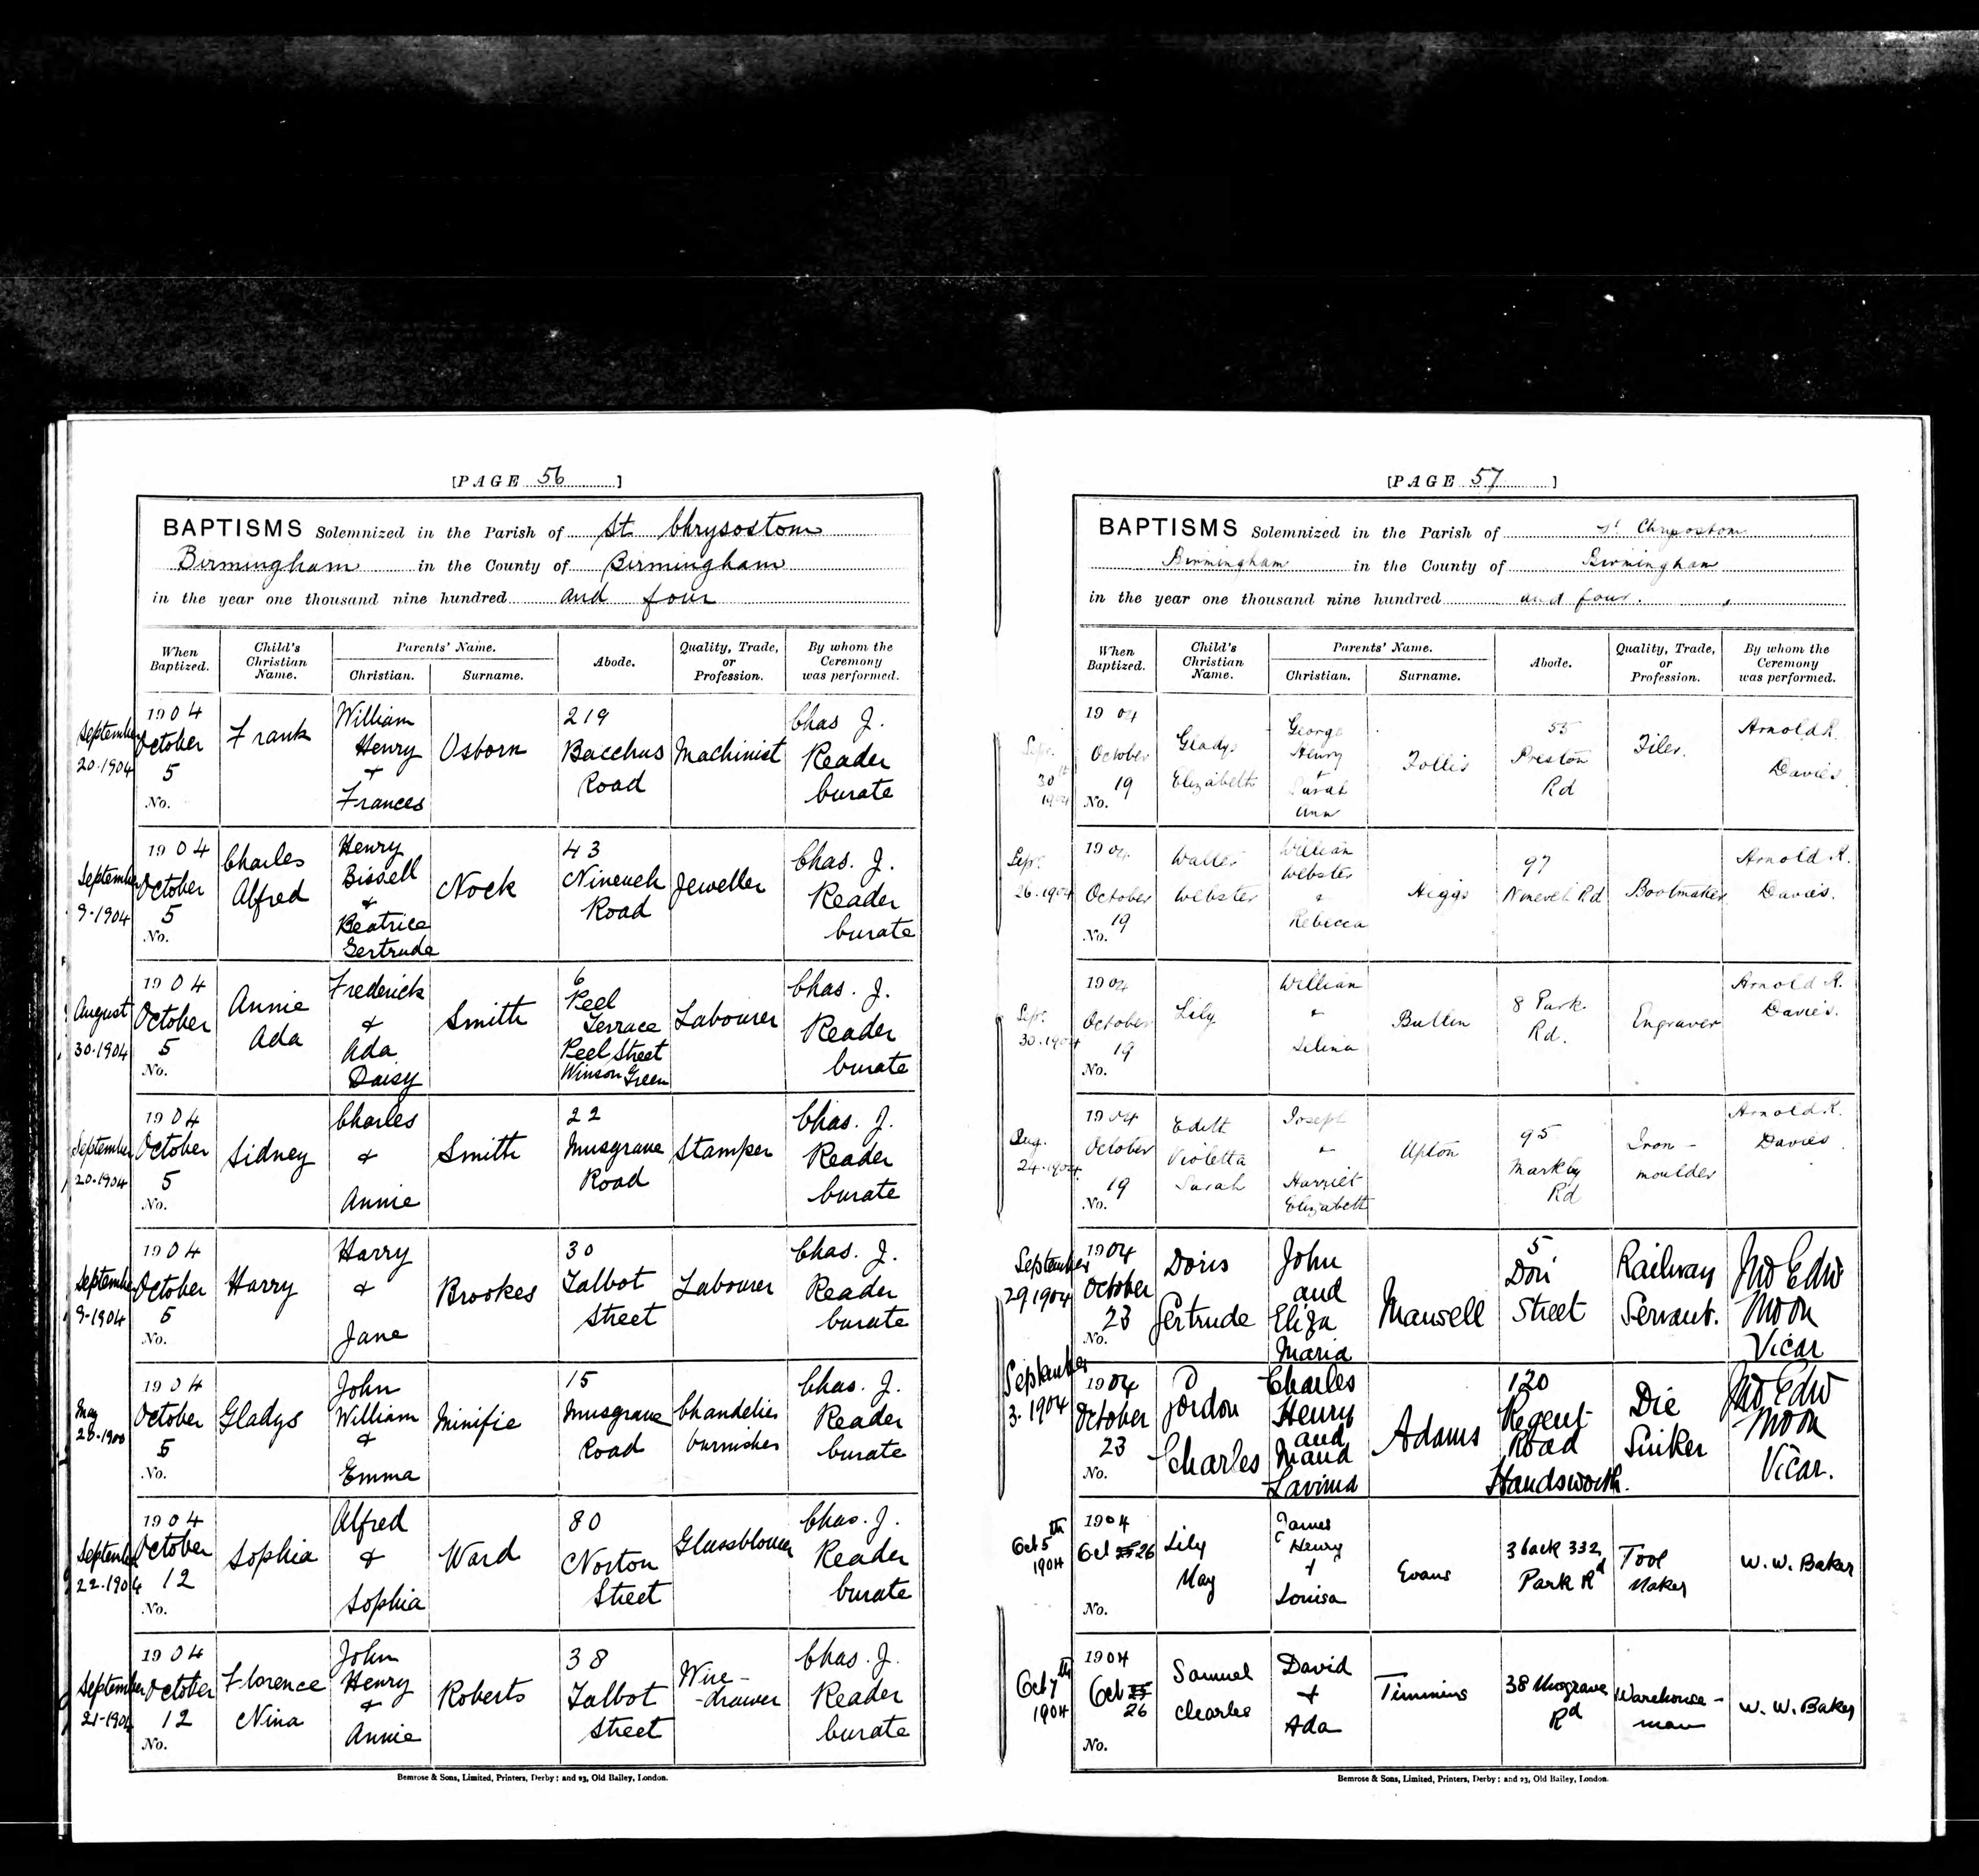 [PAGE 56]
BAPTISMS Solemnized in the Parish of St. Chrysostom
Birmingham in the County of Birmingham
in the year one thousand nine hundred and four
When Baptized. Child's Christian Name. Parents' Name. Christian. Surname. Abode. Quality, Trade, or Profession. By whom the Ceremony was performed.
September 20.1904
1904 October 5 No.
Frank
William Henry + Frances
Osborn
219 Bacchus Road
Machinist
Chas J. Reader Curate
September 9-1904
1904 October 5 No.
Charles Alfred
Henry Bissell + Beatrice Gertrude
Nock
43 Nineveh Road
Jeweller
Chas. J. Reader Curate
August 30.1904
1904 October 5 No.
Annie Ada
Frederick + Ada Daisy
Smith
6 Peel Terrace Peel Street Winson Green
Labourer
Chas. J. Reader Curate
September 20.1904
1904 October 5 No.
Sidney
Charles + Annie
Smith
22 Musgrave Road
Stamper
Chas. J. Reader Curate
September 9-1904
1904 October 5 No.
Harry
Harry + Jane
Brookes
30 Talbot Street
Labourer
Chas. J. Reader Curate
May
1904 October 5 No.
Gladys
John William + Emma
Minifie
15 Musgrave Road
Chandelier burnisher
Chas. J. Reader Curate
September 22.1904
1904 October 12 No.
Sophia
Alfred + Sophia
Ward
80 Norton Street
Glassblower
Chas. J. Reader Curate
September 21-1904
1904 October 12 No.
Florence Nina
John Henry + Annie
Roberts
38 Talbot Street
Wire-drawer
Chas. J. Reader Curate
Bemrose & Sons, Limited, Printers, Derby; and 23, Old Bailey, London.
[PAGE 57]
BAPTISMS Solemnized in the Parish of St Chrysostom
Birmingham in the County of Birmingham
in the year one thousand nine hundred and four.
When Baptized. Child's Christian Name. Parents' Name. Christian. Surname. Abode. Quality, Trade, or Profession. By whom the Ceremony was performed.
Sepr. 30th 1904
1904 October 19 No.
Gladys Elizabeth
George Henry + Sarah Ann
Follis
55 Preston Rd
Filer.
Arnold R. Davies
Sepr. 26.1904
1904 October 19 No.
Walter Webster
William Webster + Rebecca
Higgs
97 Nineveh Rd
Bootmaker
Arnold R. Davies.
Sepr. 30.1904
1904 October 19 No.
Lily
William + Selina
Bullen
8 Park Rd.
Engraver
Arnold R. Davies.
Aug. 24.1904
1904 October 19 No.
Edith Violetta Sarah
Joseph + Harriet Elizabeth
Upton
95 Markby Rd
Iron-moulder
Arnold R. Davies
September 29 1904
1904 October 23 No.
Doris Gertrude
John and Eliza Maria
Mansell
5 Don Street
Railway Servant.
Jno Edw Moon Vicar
September 3.1904
1904 October 23 No.
Gordon Charles
Charles Henry and Maud Lavinia
Adams
120 Regent Road Handsworth.
Die Sinker
Jno Edw Moon Vicar.
Oct 5th 1904
1904 Oct 26 No.
Lily May
James Henry + Louisa
Evans
3 back 332 Park Rd
Tool Maker
W. W. Baker
Oct 7th 1904
1904 Oct 26 No.
Samuel Charles
David + Ada
Timmins
38 Musgrave Rd
Warehouse-man
W. W. Baker
Bemrose & Sons, Limited, Printers, Derby; and 23, Old Bailey, London.